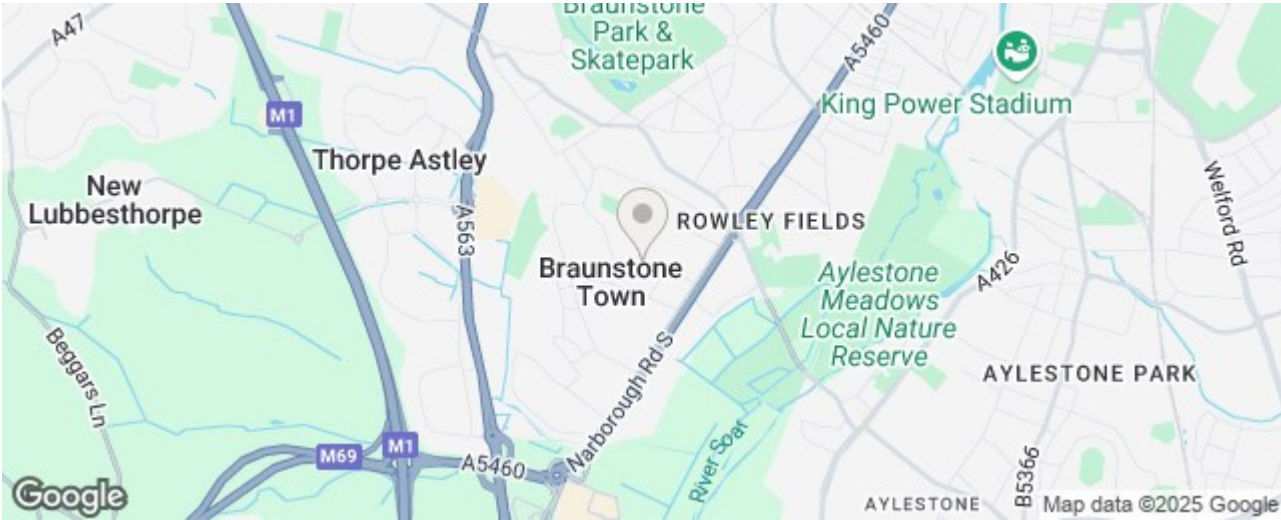 A47
Braunstone
Park &
Skatepark
A5460
King Power Stadium
M1
Thorpe Astley
New
Lubbesthorpe
A563
ROWLEY FIELDS
Welford Rd
Braunstone
Town
Aylestone
Meadows
Local Nature
Reserve
A426
Beggars Ln
Narborough Rd S
AYLESTONE PARK
M1
M69
A5460
River Soar
B5366
AYLESTONE
Google
Map data ©2025 Google